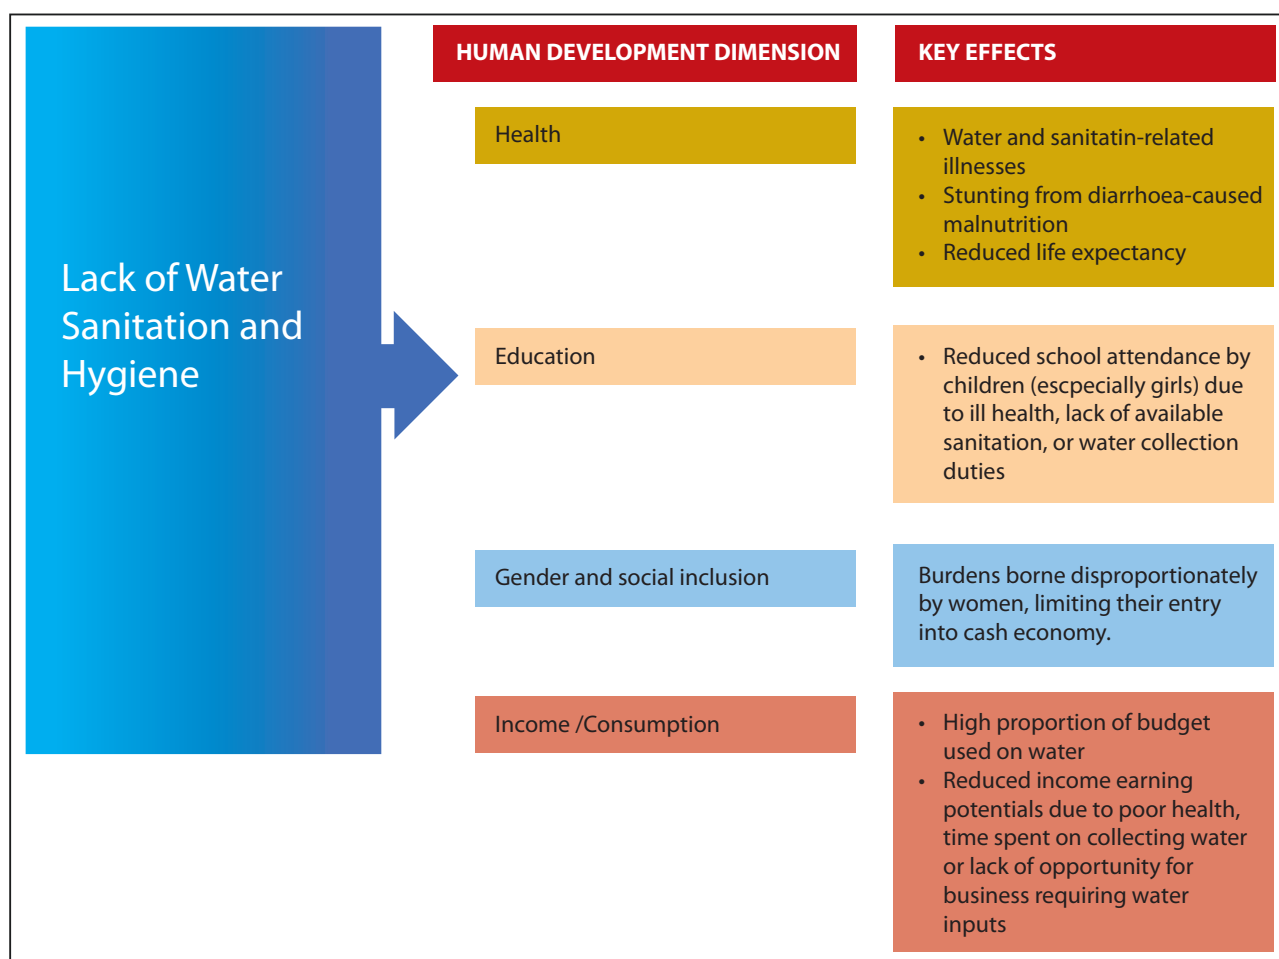 Lack of Water
Sanitation and
Hygiene
HUMAN DEVELOPMENT DIMENSION
KEY EFFECTS
Health
• Water and sanitatin-related
illnesses
• Stunting from diarrhoea-caused
malnutrition
• Reduced life expectancy
Education
• Reduced school attendance by
children (escpecially girls) due
to ill health, lack of available
sanitation, or water collection
duties
Gender and social inclusion
Burdens borne disproportionately
by women, limiting their entry
into cash economy.
Income /Consumption
• High proportion of budget
used on water
• Reduced income earning
potentials due to poor health,
time spent on collecting water
or lack of opportunity for
business requiring water
inputs